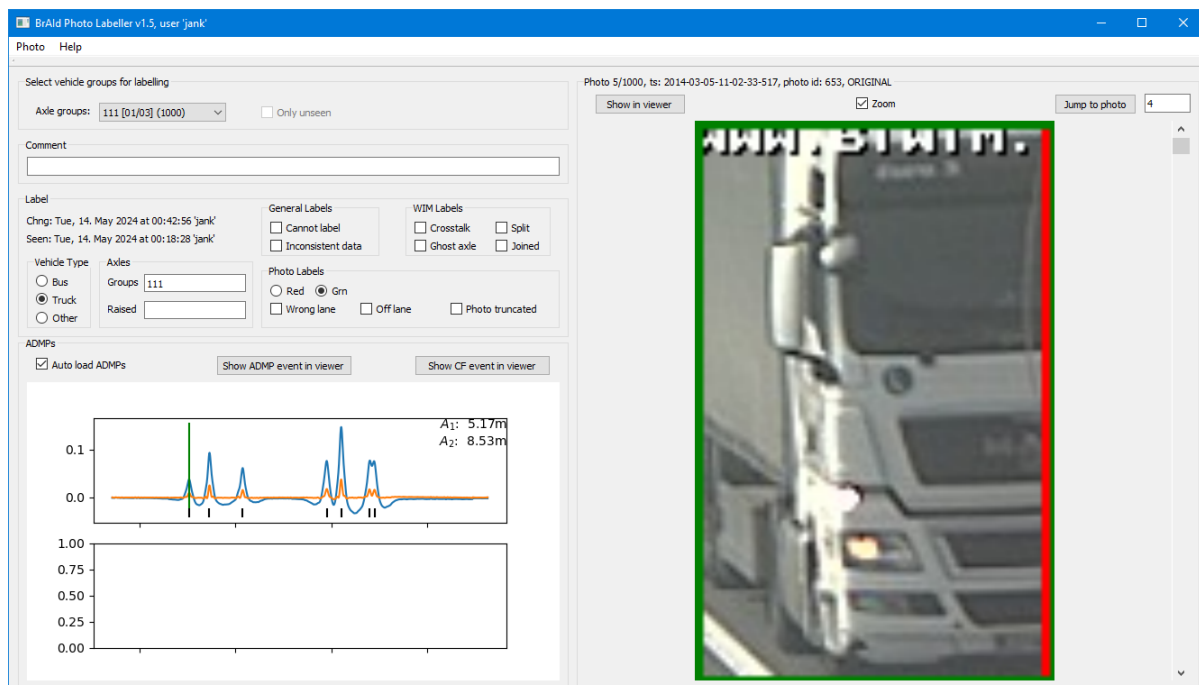 BrAId Photo Labeller v1.5, user 'jank'
Photo Help
Select vehicle groups for labelling
Axle groups: 111 [01/03] (1000) Only unseen
Comment
Label
Chng: Tue, 14. May 2024 at 00:42:56 'jank'
Seen: Tue, 14. May 2024 at 00:18:28 'jank'
General Labels
Cannot label
Inconsistent data
WIM Labels
Crosstalk Split
Ghost axle Joined
Vehicle Type
Bus
Truck
Other
Axles
Groups 111
Raised
Photo Labels
Red Grn
Wrong lane Off lane Photo truncated
ADMPs
Auto load ADMPs Show ADMP event in viewer Show CF event in viewer
A1: 5.17m
A2: 8.53m
0.1
0.0
1.00
0.75
0.50
0.25
0.00
Photo 5/1000, ts: 2014-03-05-11-02-33-517, photo id: 653, ORIGINAL
Show in viewer Zoom Jump to photo 4